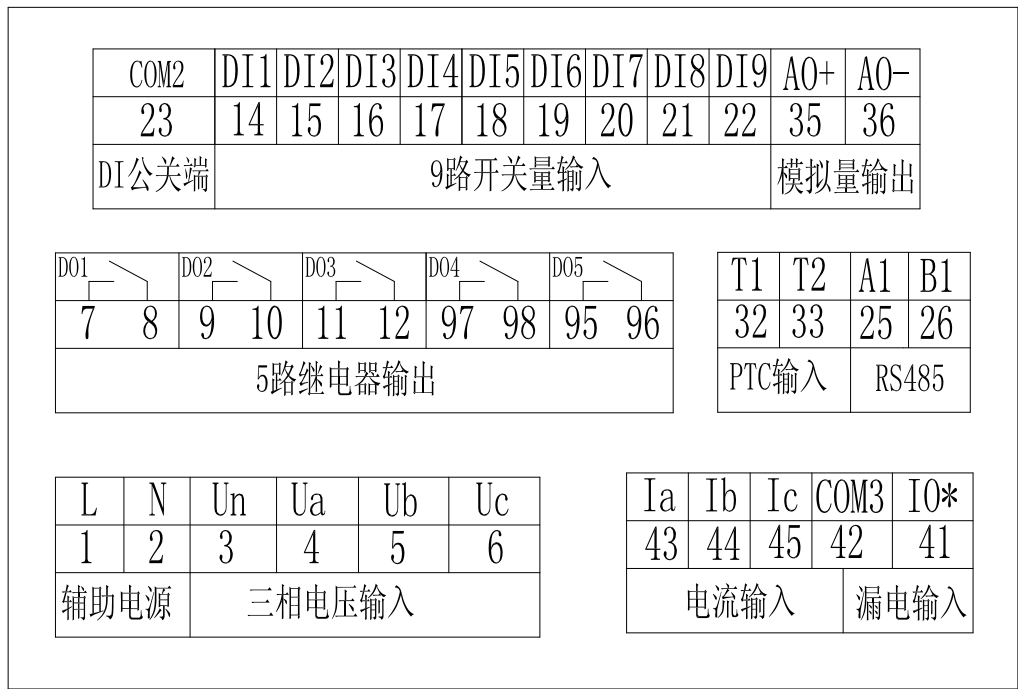 COM2 DI1 DI2 DI3 DI4 DI5 DI6 DI7 DI8 DI9 AO+ AO-
23 14 15 16 17 18 19 20 21 22 35 36
DI公关端 9路开关量输入 模拟量输出
DO1 DO2 DO3 DO4 DO5
7 8 9 10 11 12 97 98 95 96
5路继电器输出
T1 T2 A1 B1
32 33 25 26
PTC输入 RS485
L N Un Ua Ub Uc
1 2 3 4 5 6
辅助电源 三相电压输入
Ia Ib Ic COM3 IO*
43 44 45 42 41
电流输入 漏电输入